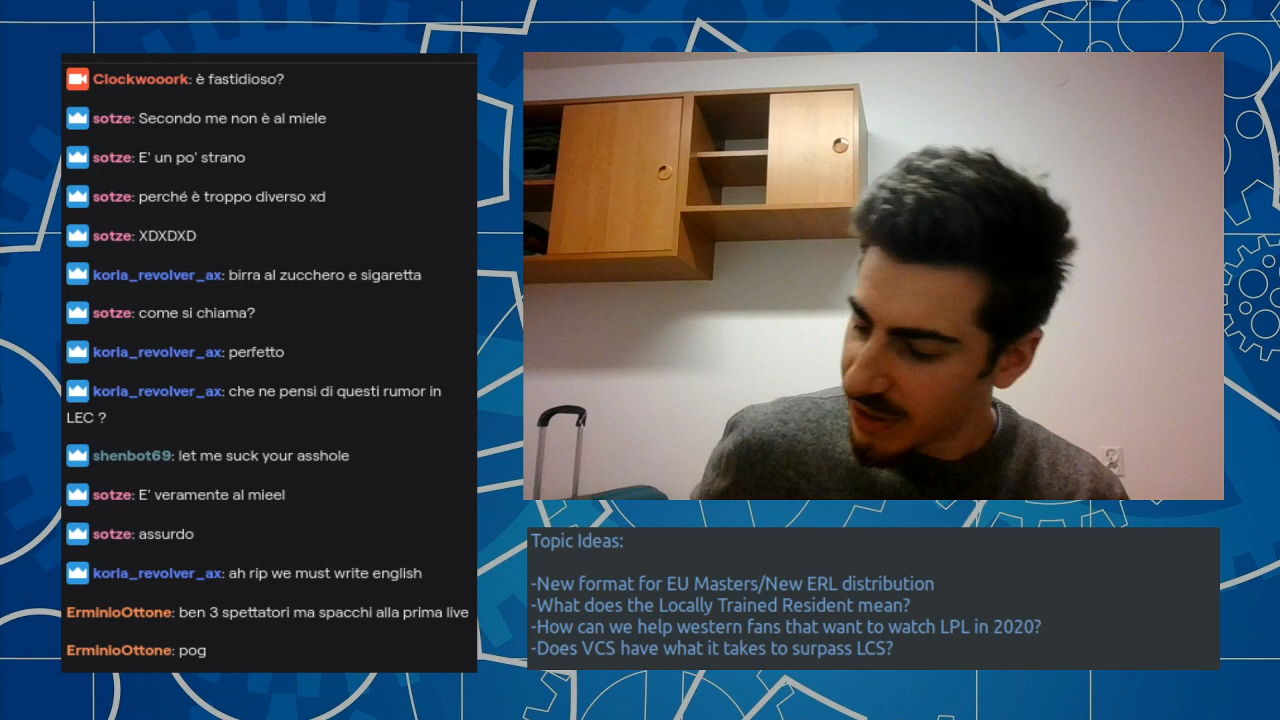 Clockwooork: è fastidioso?
sotze: Secondo me non è al miele
sotze: E' un po' strano
sotze: perché è troppo diverso xd
sotze: XDXDXD
korla_revolver_ax: birra al zucchero e sigaretta
sotze: come si chiama?
korla_revolver_ax: perfetto
korla_revolver_ax: che ne pensi di questi rumor in
LEC ?
shenbot69: let me suck your asshole
sotze: E' veramente al mieel
sotze: assurdo
korla_revolver_ax: ah rip we must write english
ErminioOttone: ben 3 spettatori ma spacchi alla prima live
ErminioOttone: pog
Topic Ideas:
-New format for EU Masters/New ERL distribution
-What does the Locally Trained Resident mean?
-How can we help western fans that want to watch LPL in 2020?
-Does VCS have what it takes to surpass LCS?